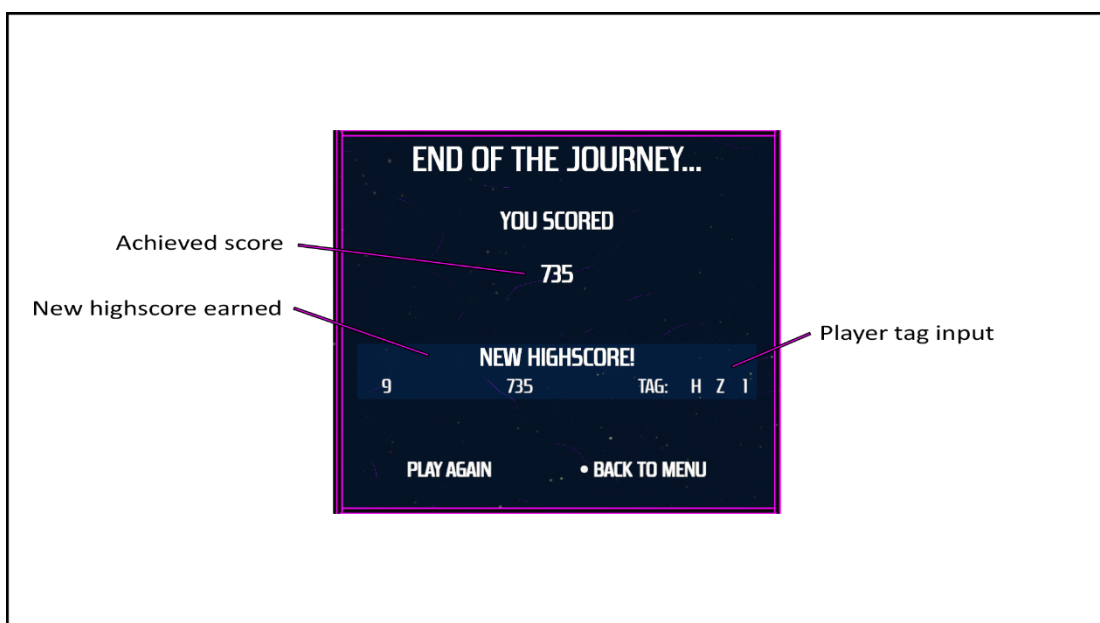 END OF THE JOURNEY...
YOU SCORED
Achieved score
735
New highscore earned
Player tag input
NEW HIGHSCORE!
9 735 TAG: H Z 1
PLAY AGAIN • BACK TO MENU